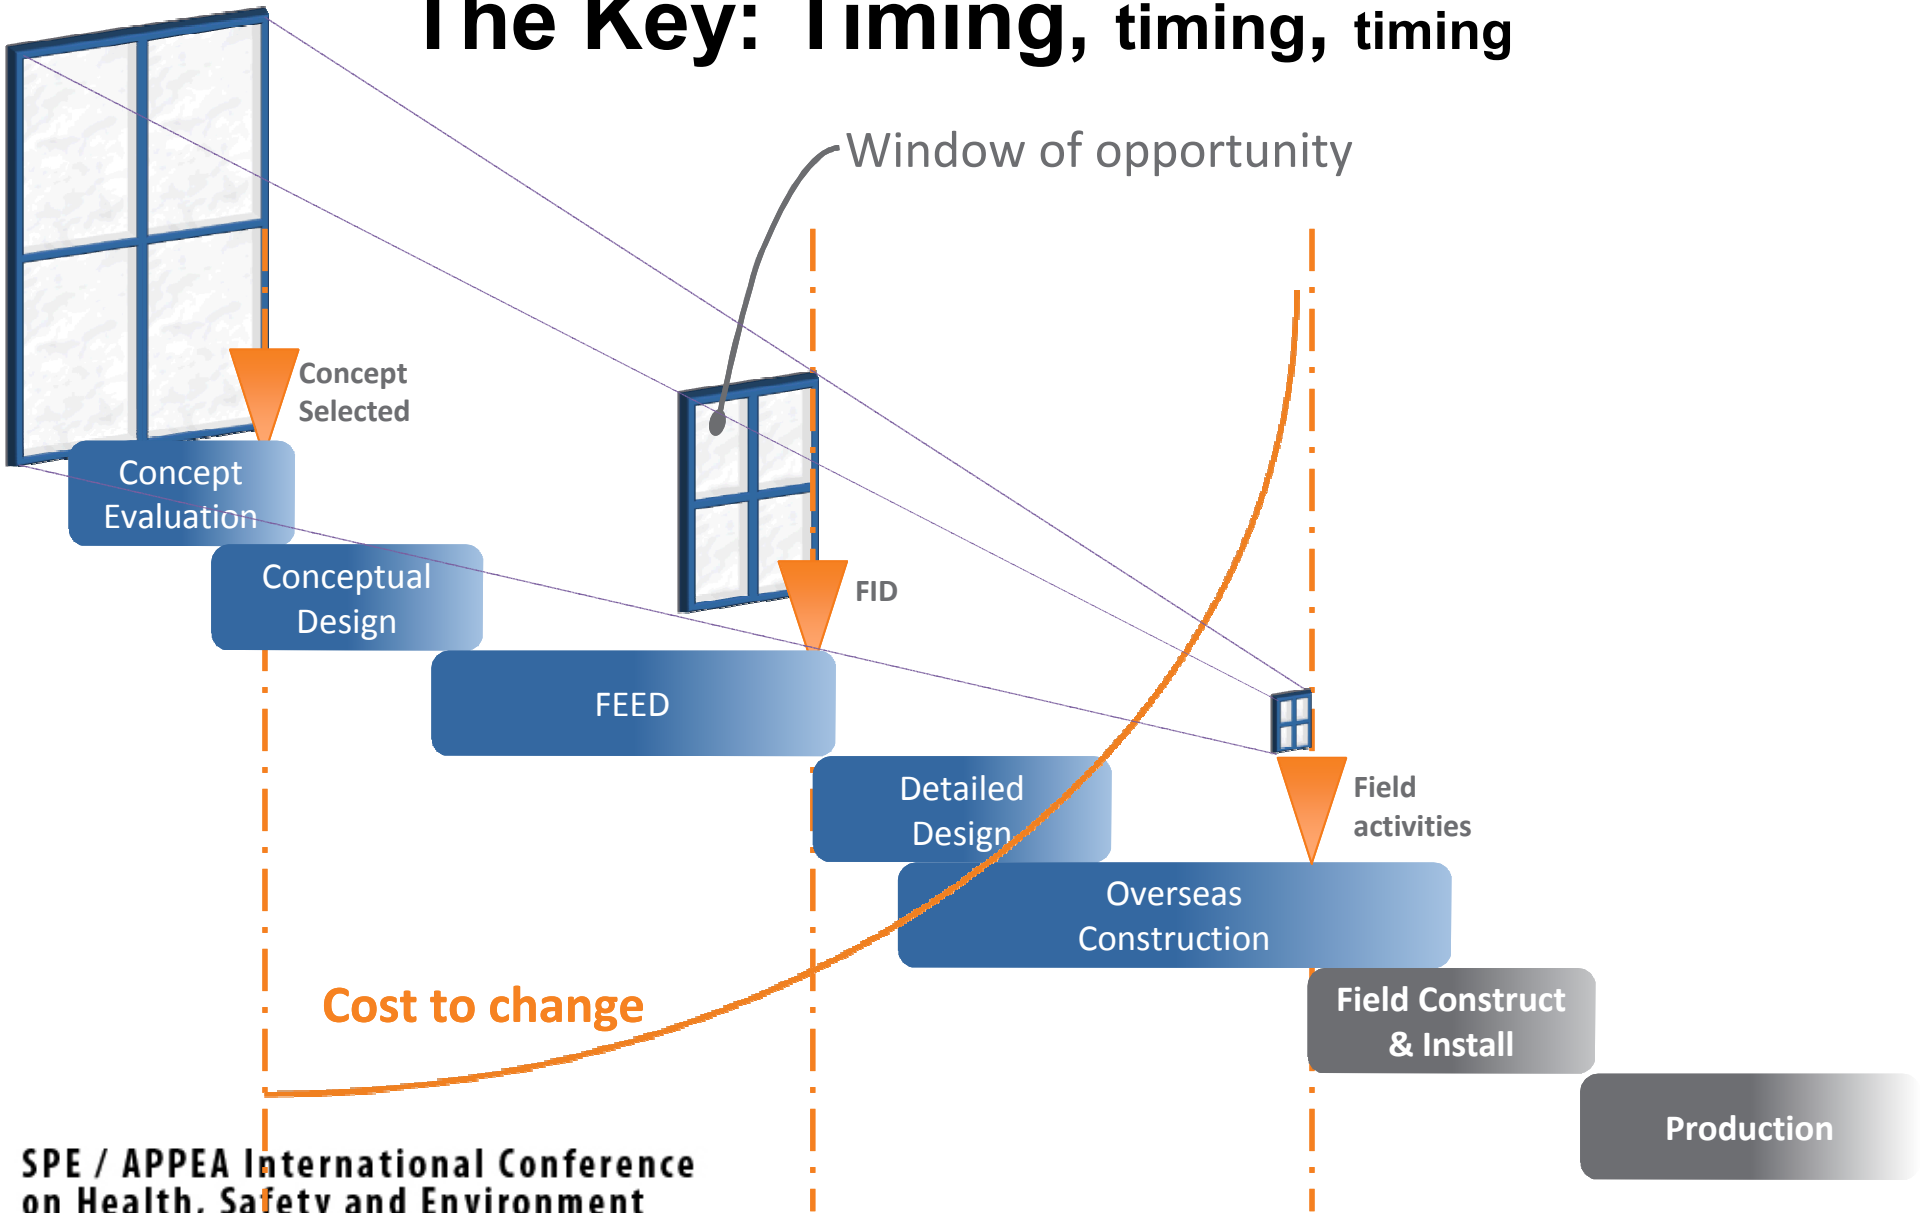 The Key: Timing, timing, timing
Window of opportunity
Concept
Selected
Concept
Evaluation
Conceptual
Design
FID
FEED
Detailed
Design
Field
activities
Overseas
Construction
Cost to change
Field Construct
& Install
Production
SPE / APPEA International Conference
on Health, Safety and Environment